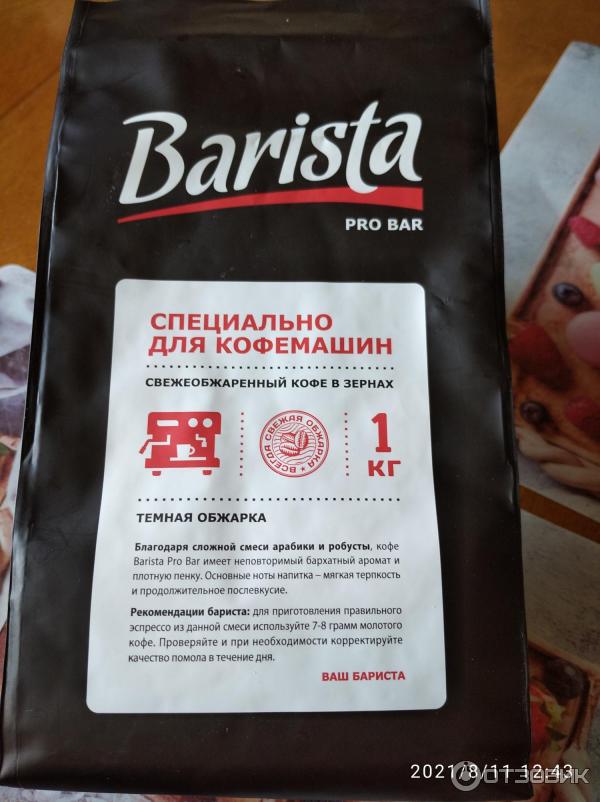 Barista
PRO BAR
СПЕЦИАЛЬНО
ДЛЯ КОФЕМАШИН
СВЕЖЕОБЖАРЕННЫЙ КОФЕ В ЗЕРНАХ
ВСЕГДА СВЕЖАЯ ОБЖАРКА
1
КГ
ТЕМНАЯ ОБЖАРКА
Благодаря сложной смеси арабики и робусты, кофе
Barista Pro Bar имеет неповторимый бархатный аромат и
плотную пенку. Основные ноты напитка – мягкая терпкость
и продолжительное послевкусие.
Рекомендации бариста: для приготовления правильного
эспрессо из данной смеси используйте 7-8 грамм молотого
кофе. Проверяйте и при необходимости корректируйте
качество помола в течение дня.
ВАШ БАРИСТА
2021/8/11 12:43
ОТЗОВИК